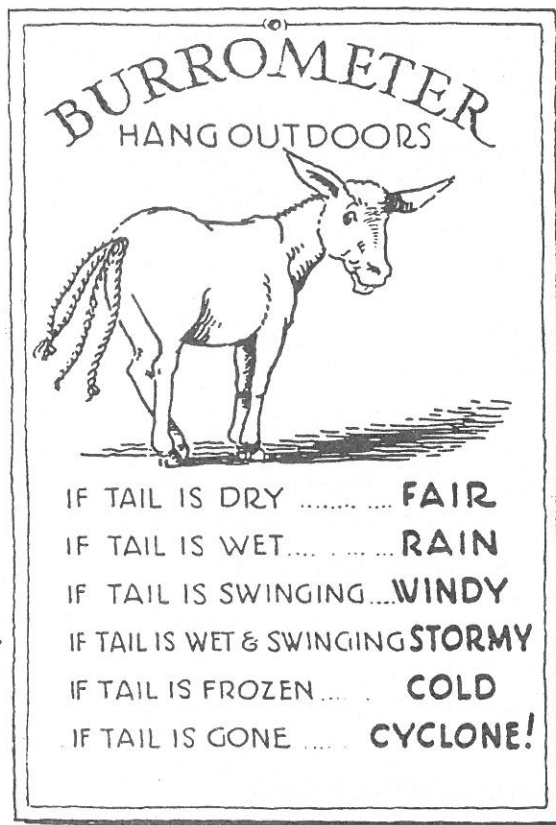 BURROMETER
HANG OUTDOORS
IF TAIL IS DRY ........ .... FAIR
IF TAIL IS WET.... . ... ... RAIN
IF TAIL IS SWINGING....WINDY
IF TAIL IS WET & SWINGING STORMY
IF TAIL IS FROZEN.... . COLD
IF TAIL IS GONE .... . CYCLONE!